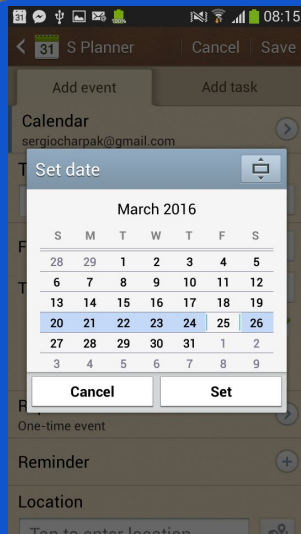 31 100% 08:15
31 S Planner Cancel Save
Add event Add task
Calendar
sergiocharpak@gmail.com
T
Set date
March 2016
S M T W T F S
28 29 1 2 3 4 5
6 7 8 9 10 11 12
13 14 15 16 17 18 19
20 21 22 23 24 25 26
27 28 29 30 31 1 2
3 4 5 6 7 8 9
F
T
Cancel Set
One-time event
Reminder
Location
Tap to enter location